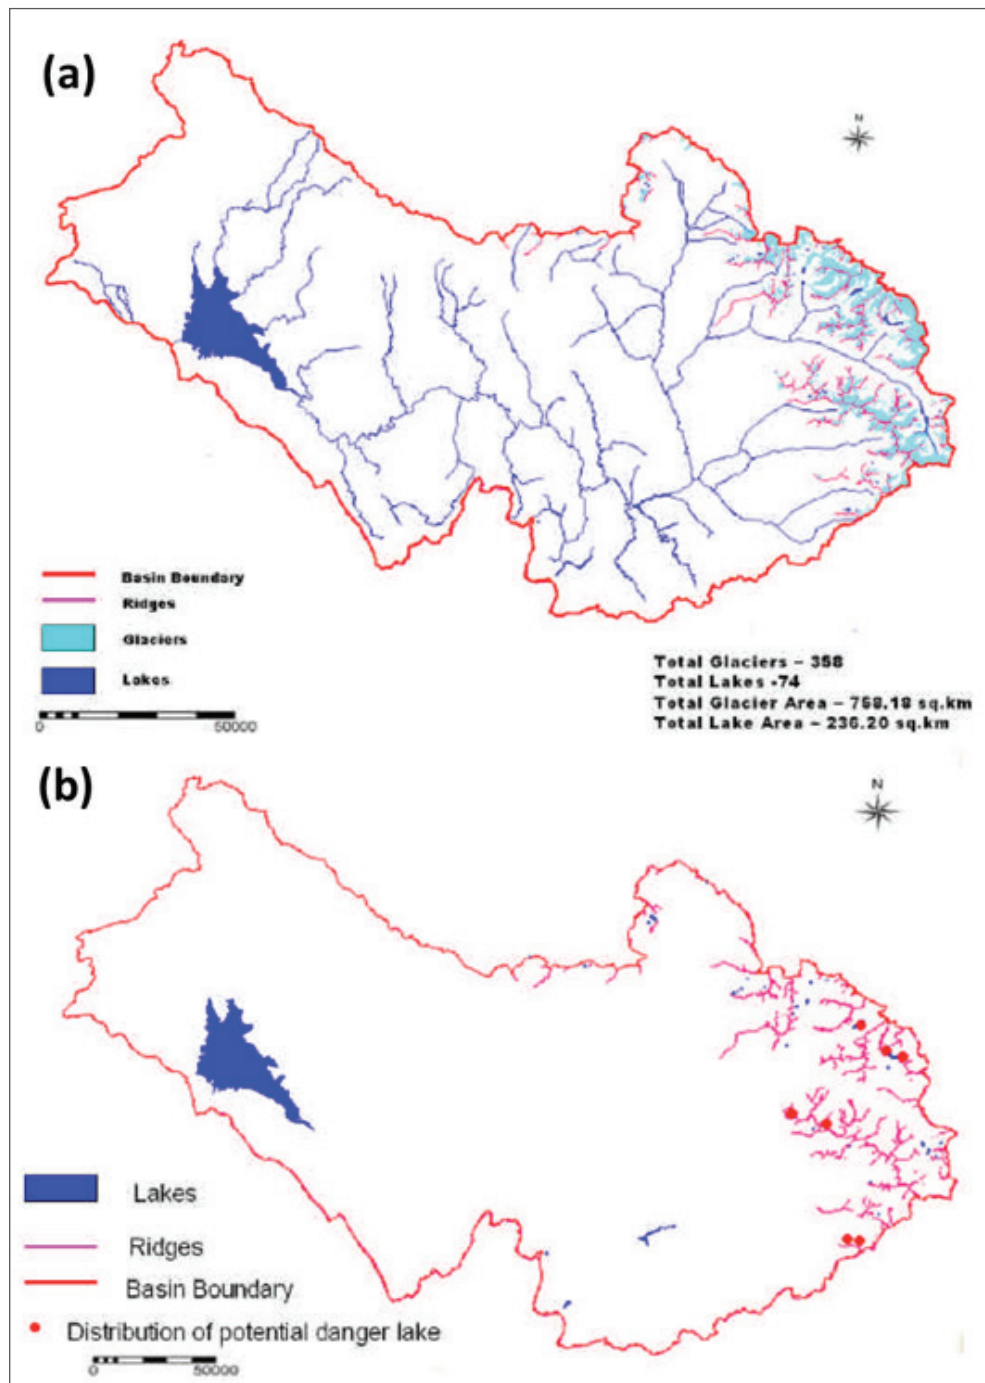 (a)
N
Basin Boundary
Ridges
Glaciers
Lakes
0 50000
Total Glaciers – 358
Total Lakes -74
Total Glacier Area – 758.18 sq.km
Total Lake Area – 236.20 sq.km
(b)
N
Lakes
Ridges
Basin Boundary
Distribution of potential danger lake
0 50000